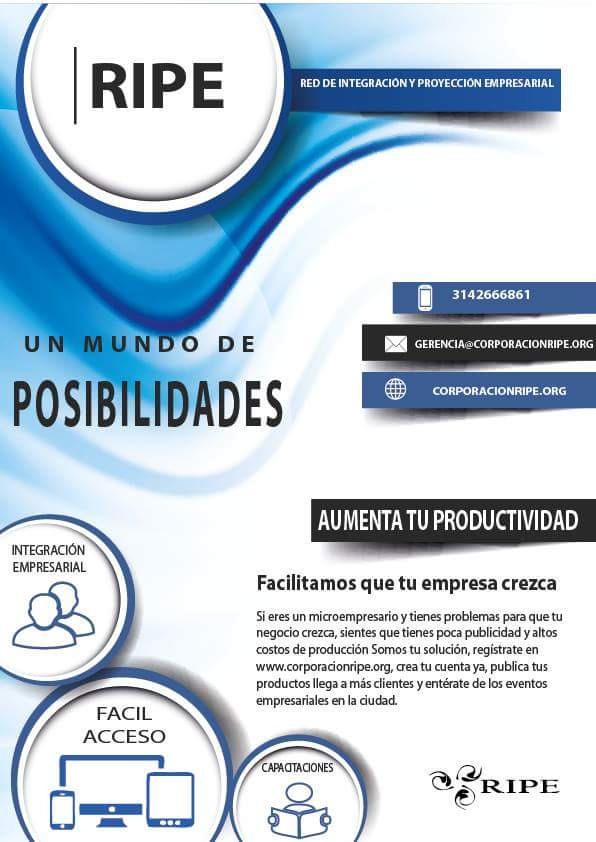 RIPE
RED DE INTEGRACIÓN Y PROYECCIÓN EMPRESARIAL
3142666861
GERENCIA@CORPORACIONRIPE.ORG
CORPORACIONRIPE.ORG
UN MUNDO DE
POSIBILIDADES
AUMENTA TU PRODUCTIVIDAD
Facilitamos que tu empresa crezca
Si eres un microempresario y tienes problemas para que tu
negocio crezca, sientes que tienes poca publicidad y altos
costos de producción Somos tu solución, regístrate en
www.corporacionripe.org, crea tu cuenta ya, publica tus
productos llega a más clientes y entérate de los eventos
empresariales en la ciudad.
INTEGRACIÓN
EMPRESARIAL
FACIL
ACCESO
CAPACITACIONES
RIPE